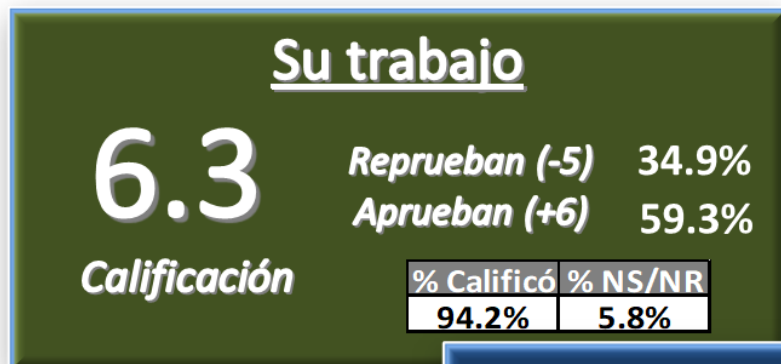 Su trabajo
6.3
Calificación
Reprueban (-5) 34.9%
Aprueban (+6) 59.3%
% Calificó % NS/NR
94.2% 5.8%